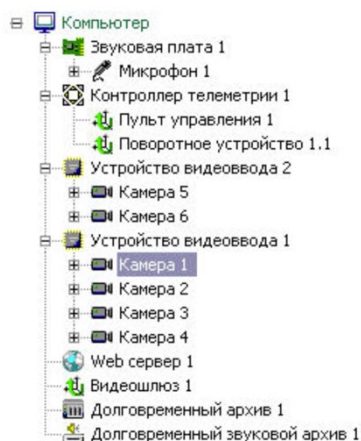 Компьютер
Звуковая плата 1
Микрофон 1
Контроллер телеметрии 1
Пульт управления 1
Поворотное устройство 1.1
Устройство видеоввода 2
Камера 5
Камера 6
Устройство видеоввода 1
Камера 1
Камера 2
Камера 3
Камера 4
Web сервер 1
Видеошлюз 1
Долговременный архив 1
Долговременный звуковой архив 1